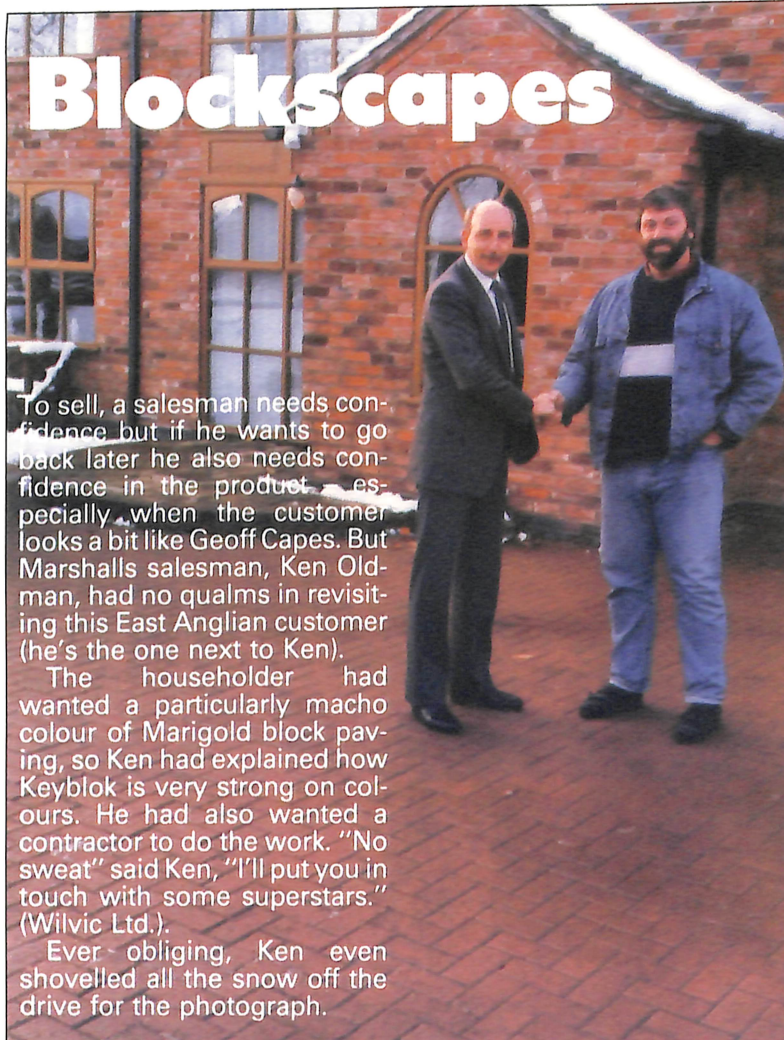 Blockscapes
To sell, a salesman needs con-
fidence but if he wants to go
back later he also needs con-
fidence in the product – es-
pecially when the customer
looks a bit like Geoff Capes. But
Marshalls salesman, Ken Old-
man, had no qualms in revisit-
ing this East Anglian customer
(he's the one next to Ken).
The householder had
wanted a particularly macho
colour of Marigold block pav-
ing, so Ken had explained how
Keyblok is very strong on col-
ours. He had also wanted a
contractor to do the work. "No
sweat" said Ken, "I'll put you in
touch with some superstars."
(Wilvic Ltd.).
Ever obliging, Ken even
shovelled all the snow off the
drive for the photograph.